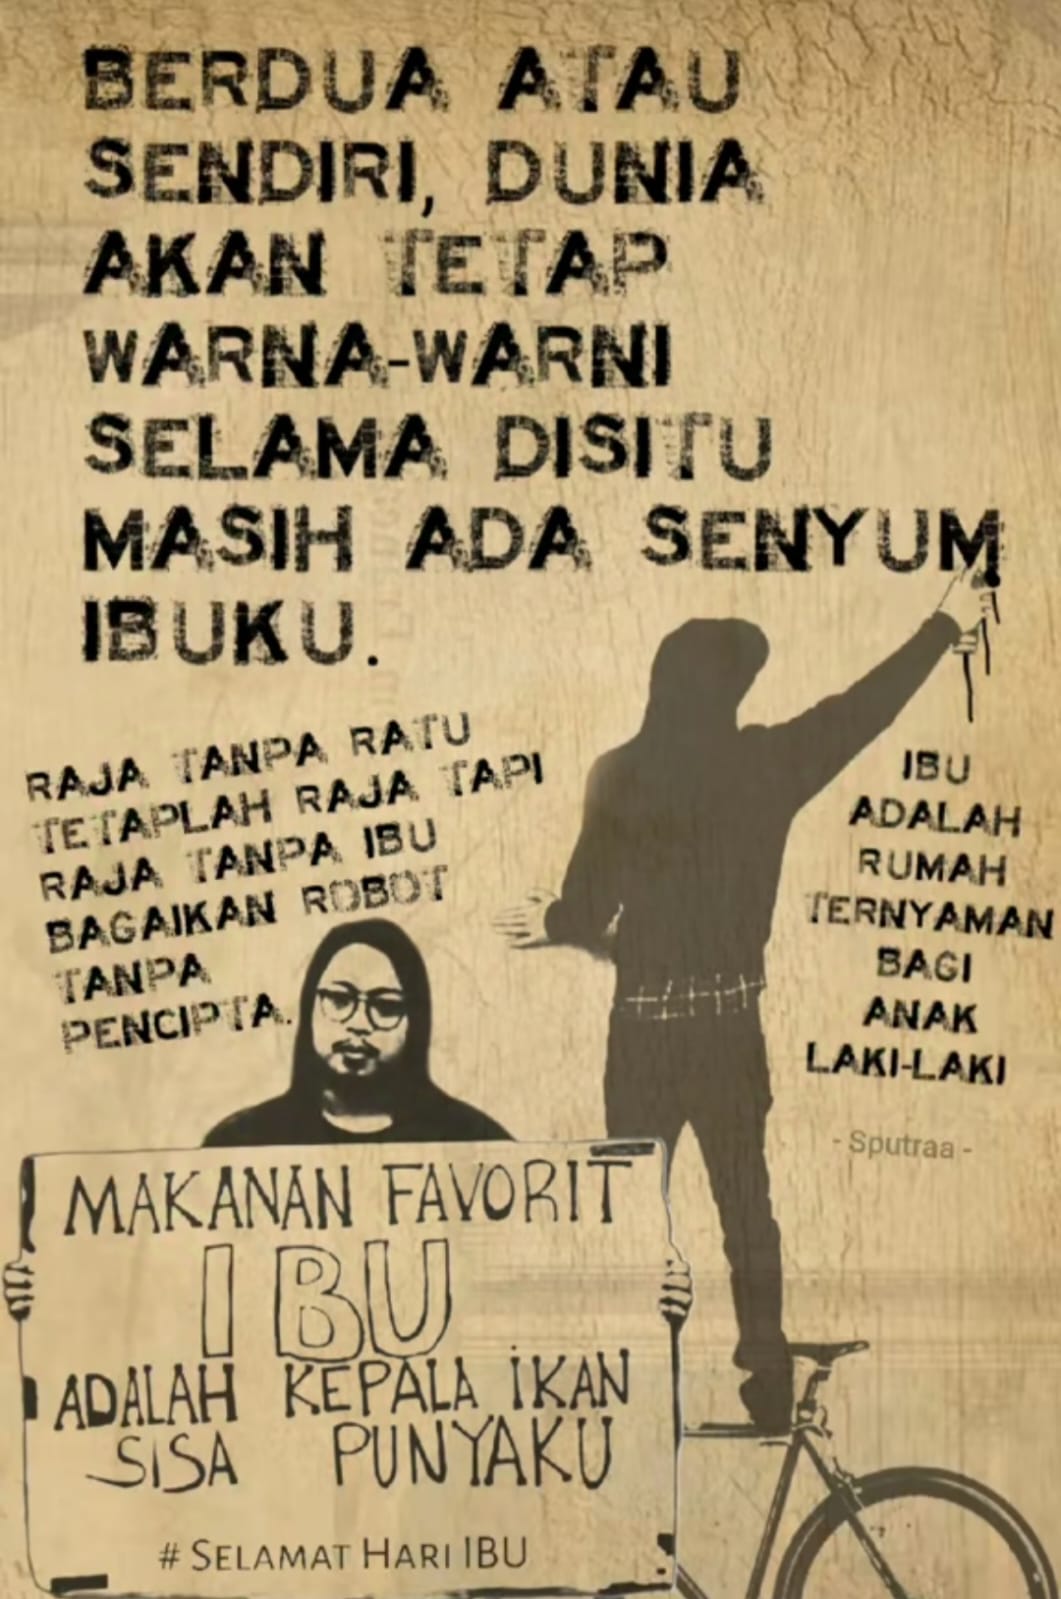 BERDUA ATAU
SENDIRI, DUNIA
AKAN TETAP
WARNA-WARNI
SELAMA DISITU
MASIH ADA SENYUM
IBUKU.
RAJA TANPA RATU
TETAPLAH RAJA TAPI
RAJA TANPA IBU
BAGAIKAN ROBOT
TANPA
PENCIPTA.
IBU
ADALAH
RUMAH
TERNYAMAN
BAGI
ANAK
LAKI-LAKI
- Sputraa -
MAKANAN FAVORIT
IBU
ADALAH KEPALA IKAN
SISA PUNYAKU
# SELAMAT HARI IBU